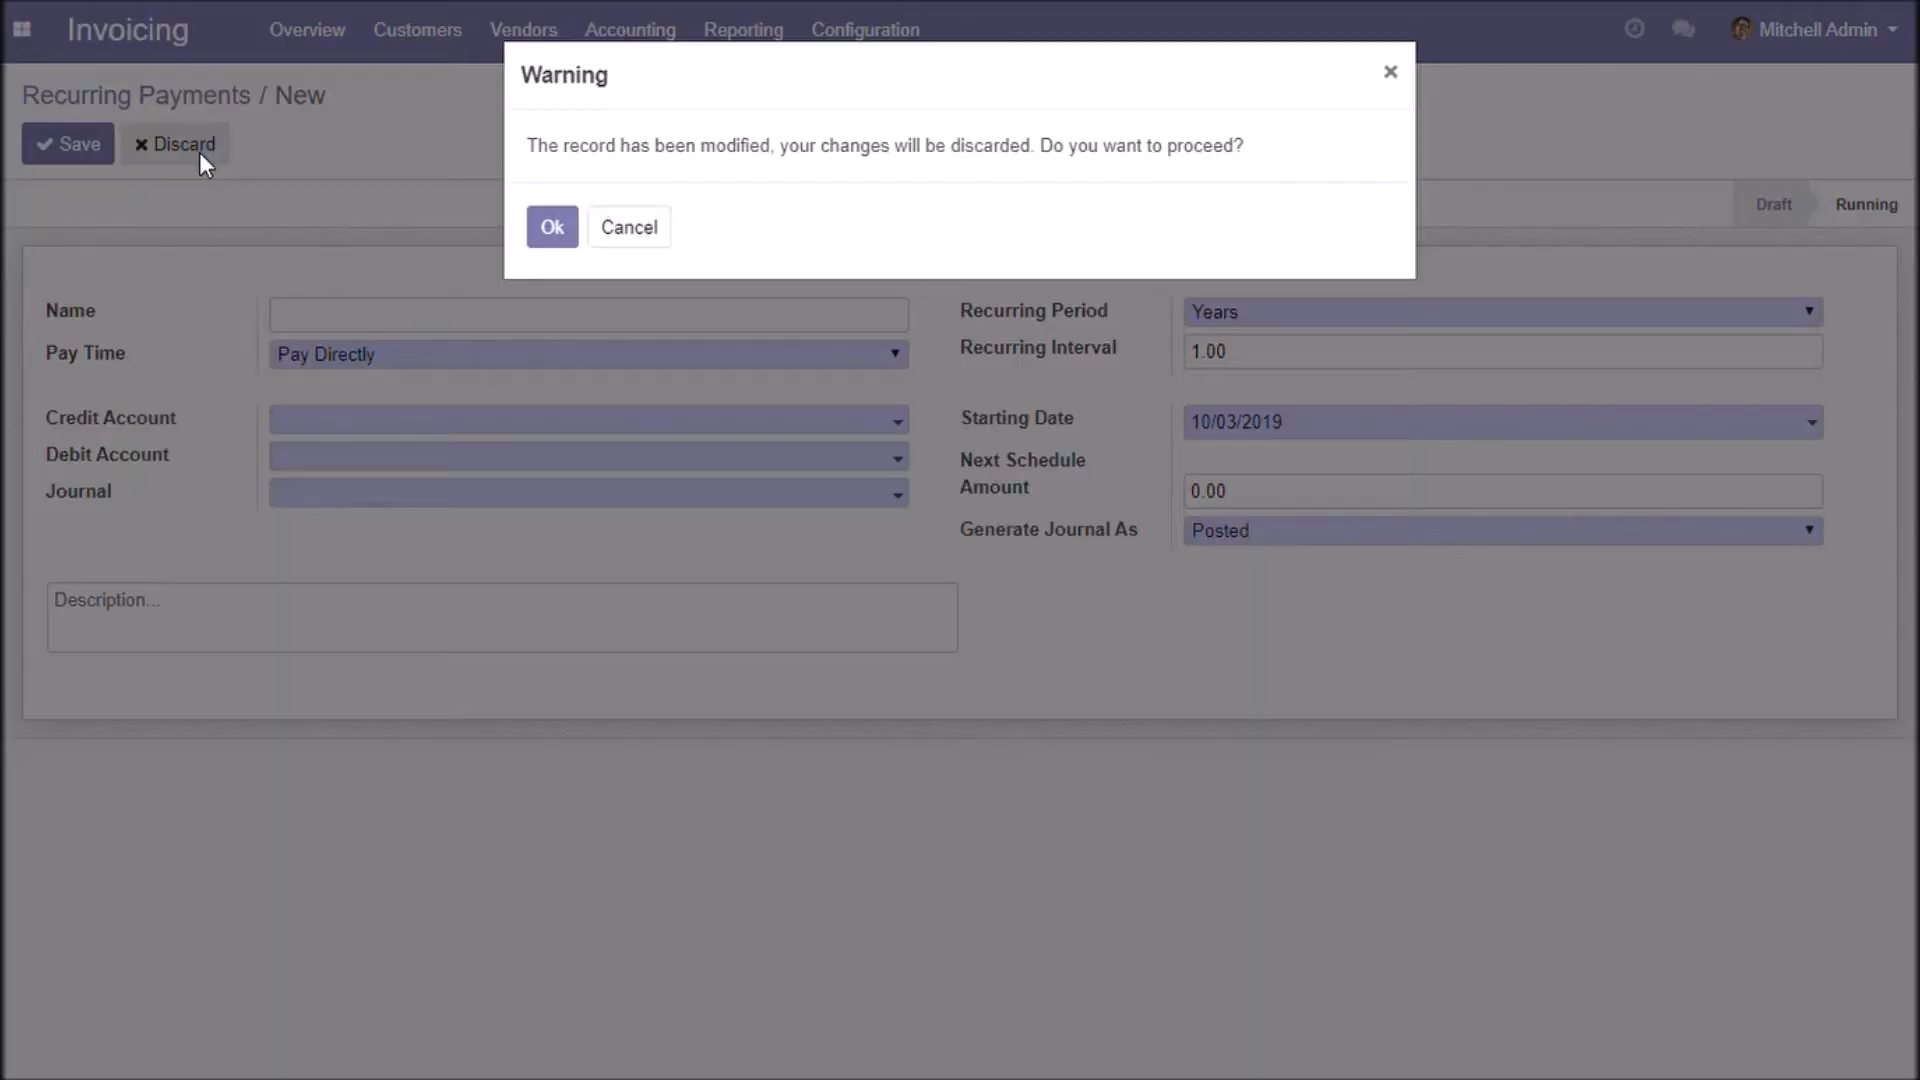 Invoicing Overview Customers Vendors Accounting Reporting Configuration Mitchell Admin
Recurring Payments / New
Save Discard
Warning
The record has been modified, your changes will be discarded. Do you want to proceed?
Ok Cancel
Draft Running
Name
Pay Time Pay Directly
Recurring Period Years
Recurring Interval 1.00
Credit Account
Debit Account
Journal
Starting Date 10/03/2019
Next Schedule
Amount 0.00
Generate Journal As Posted
Description...